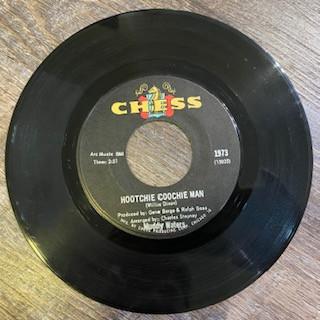 CHESS
Arc Music BMI
Time: 2:51
1973
HOOTCHIE COOCHIE MAN
(Willie Dixon)
Produced by: Gene Barge & Ralph Bass
Arranged by: Charles Stepney
Muddy Waters